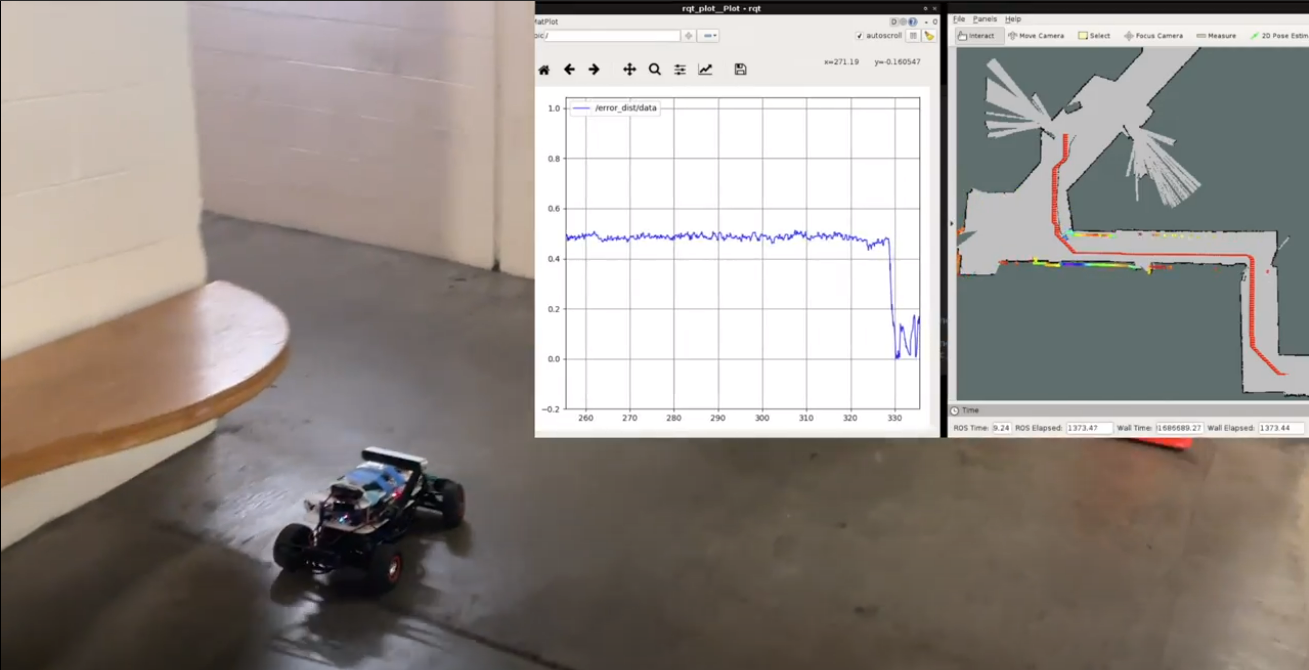 rqt_plot__Plot - rqt
MatPlot
autoscroll
x=271.19 y=-0.160547
/error_dist/data
1.0
0.8
0.6
0.4
0.2
0.0
−0.2
260 270 280 290 300 310 320 330
File Panels Help
Interact Move Camera Select Focus Camera Measure 2D Pose Estim
Time
ROS Time: 9.24 ROS Elapsed: 1373.47 Wall Time: 1686689.27 Wall Elapsed: 1373.44